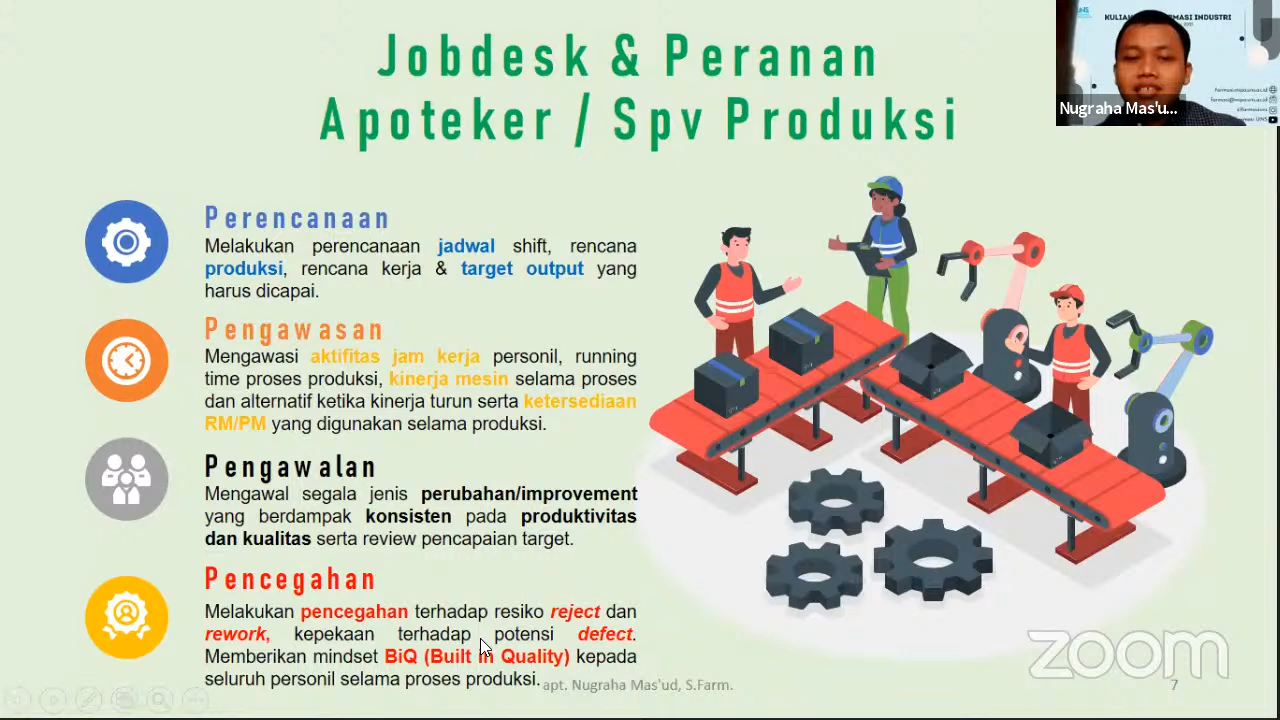 Jobdesk & Peranan
Apoteker / Spv Produksi
Perencanaan
Melakukan perencanaan jadwal shift, rencana
produksi, rencana kerja & target output yang
harus dicapai.
Pengawasan
Mengawasi aktifitas jam kerja personil, running
time proses produksi, kinerja mesin selama proses
dan alternatif ketika kinerja turun serta ketersediaan
RM/PM yang digunakan selama produksi.
Pengawalan
Mengawal segala jenis perubahan/improvement
yang berdampak konsisten pada produktivitas
dan kualitas serta review pencapaian target.
Pencegahan
Melakukan pencegahan terhadap resiko reject dan
rework, kepekaan terhadap potensi defect.
Memberikan mindset BiQ (Built in Quality) kepada
seluruh personil selama proses produksi.
apt. Nugraha Mas'ud, S.Farm.
7
zoom
INDUSTRI
Nugraha Mas'u...